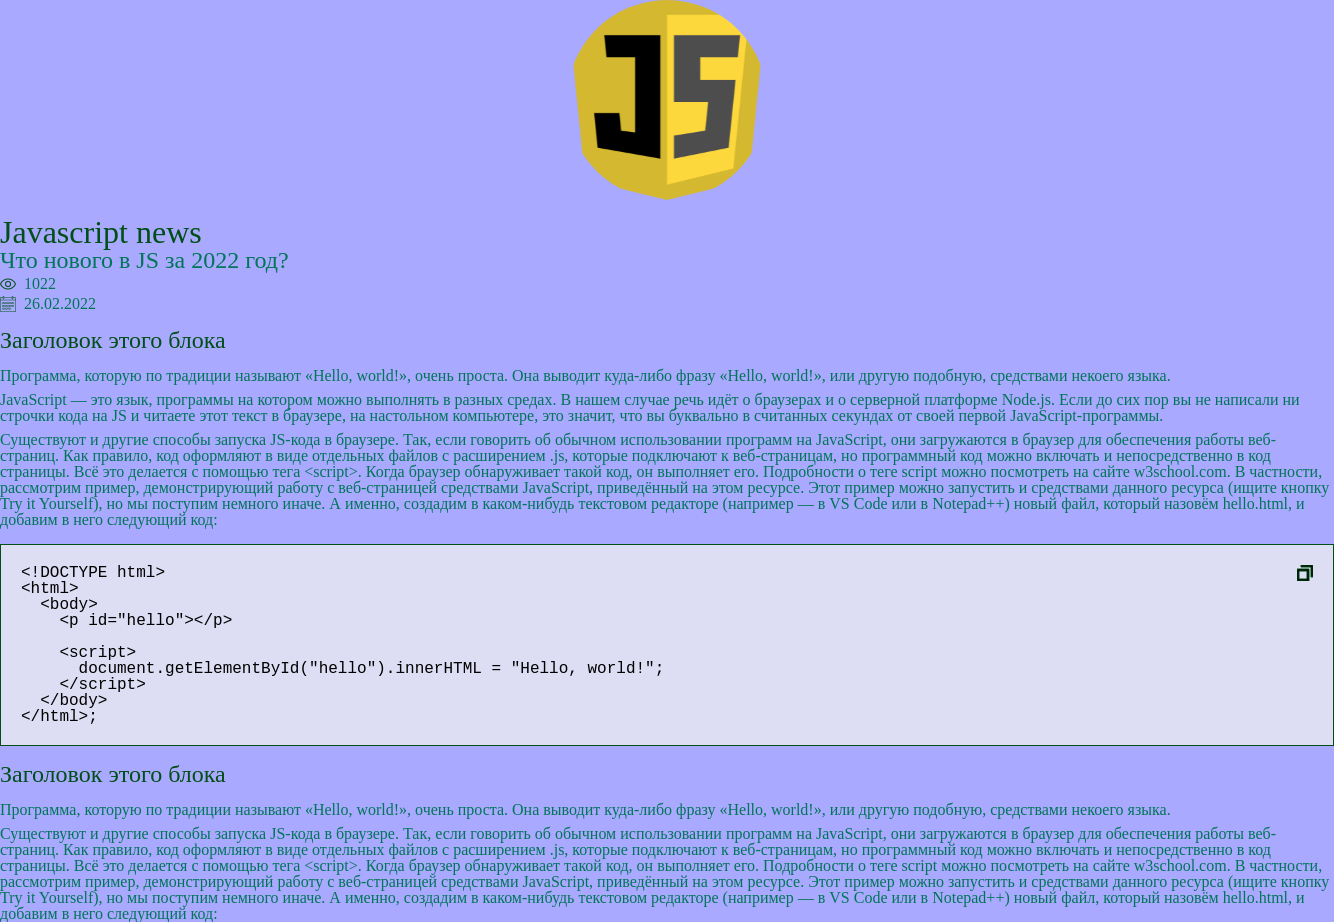 JS
Javascript news
Что нового в JS за 2022 год?
1022
26.02.2022
Заголовок этого блока
Программа, которую по традиции называют «Hello, world!», очень проста. Она выводит куда-либо фразу «Hello, world!», или другую подобную, средствами некоего языка.
JavaScript — это язык, программы на котором можно выполнять в разных средах. В нашем случае речь идёт о браузерах и о серверной платформе Node.js. Если до сих пор вы не написали ни
строчки кода на JS и читаете этот текст в браузере, на настольном компьютере, это значит, что вы буквально в считанных секундах от своей первой JavaScript-программы.
Существуют и другие способы запуска JS-кода в браузере. Так, если говорить об обычном использовании программ на JavaScript, они загружаются в браузер для обеспечения работы веб-
страниц. Как правило, код оформляют в виде отдельных файлов с расширением .js, которые подключают к веб-страницам, но программный код можно включать и непосредственно в код
страницы. Всё это делается с помощью тега <script>. Когда браузер обнаруживает такой код, он выполняет его. Подробности о теге script можно посмотреть на сайте w3school.com. В частности,
рассмотрим пример, демонстрирующий работу с веб-страницей средствами JavaScript, приведённый на этом ресурсе. Этот пример можно запустить и средствами данного ресурса (ищите кнопку
Try it Yourself), но мы поступим немного иначе. А именно, создадим в каком-нибудь текстовом редакторе (например — в VS Code или в Notepad++) новый файл, который назовём hello.html, и
добавим в него следующий код:
<!DOCTYPE html>
<html>
  <body>
    <p id="hello"></p>

    <script>
      document.getElementById("hello").innerHTML = "Hello, world!";
    </script>
  </body>
</html>;
Заголовок этого блока
Программа, которую по традиции называют «Hello, world!», очень проста. Она выводит куда-либо фразу «Hello, world!», или другую подобную, средствами некоего языка.
Существуют и другие способы запуска JS-кода в браузере. Так, если говорить об обычном использовании программ на JavaScript, они загружаются в браузер для обеспечения работы веб-
страниц. Как правило, код оформляют в виде отдельных файлов с расширением .js, которые подключают к веб-страницам, но программный код можно включать и непосредственно в код
страницы. Всё это делается с помощью тега <script>. Когда браузер обнаруживает такой код, он выполняет его. Подробности о теге script можно посмотреть на сайте w3school.com. В частности,
рассмотрим пример, демонстрирующий работу с веб-страницей средствами JavaScript, приведённый на этом ресурсе. Этот пример можно запустить и средствами данного ресурса (ищите кнопку
Try it Yourself), но мы поступим немного иначе. А именно, создадим в каком-нибудь текстовом редакторе (например — в VS Code или в Notepad++) новый файл, который назовём hello.html, и
добавим в него следующий код: